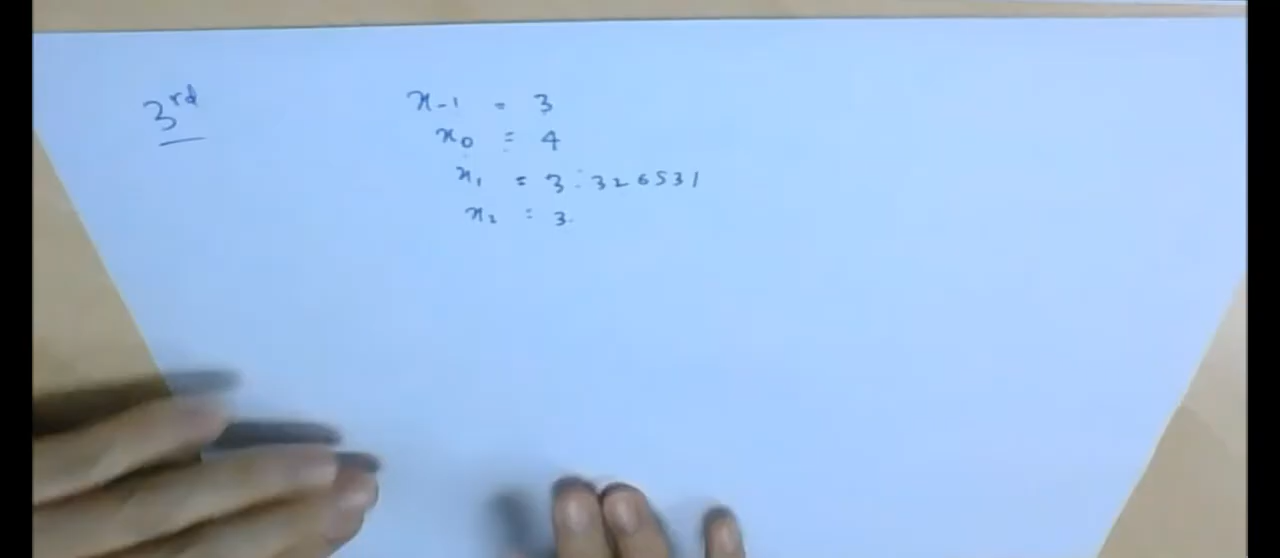 3rd
x-1 = 3
x0 = 4
x1 = 3.326531
x2 = 3.